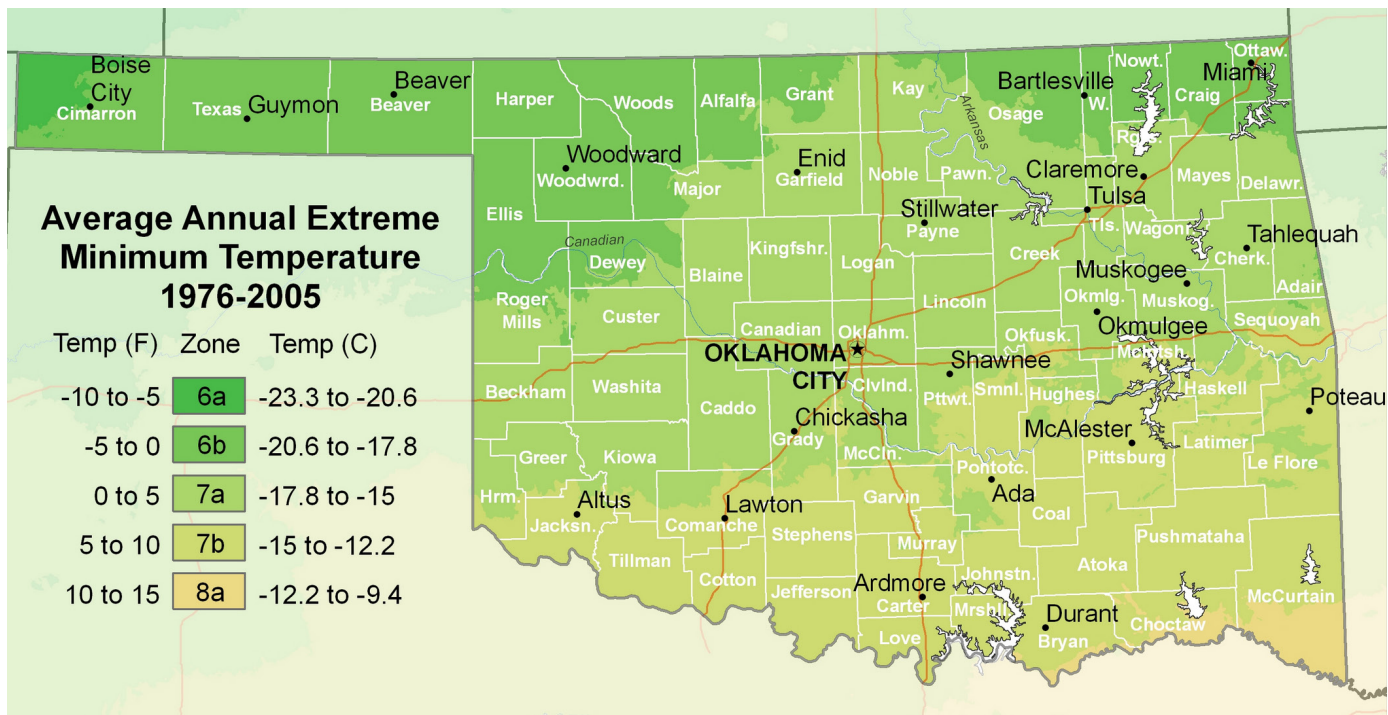 Boise
City
Cimarron
Texas
Guymon
Beaver
Beaver
Harper
Woods
Alfalfa
Grant
Kay
Arkansas
Osage
Bartlesville
W.
Nowt.
Craig
Ottaw.
Miami
Woodward
Woodwrd.
Ellis
Major
Enid
Garfield
Noble
Pawn.
Claremore
Mayes
Delawr.
Tulsa
Tls.
Wagonr.
Stillwater
Payne
Creek
Tahlequah
Cherk.
Adair
Canadian
Dewey
Blaine
Kingfshr.
Logan
Lincoln
Muskogee
Muskog.
Okmlg.
Okmulgee
Sequoyah
Roger
Mills
Custer
Canadian
Oklahm.
OKLAHOMA
CITY
Okfusk.
Shawnee
Beckham
Washita
Caddo
Clvlnd.
Pttwt.
Smnl.
Hughes
Haskell
Poteau
Chickasha
Grady
McCln.
McAlester
Pittsburg
Latimer
Le Flore
Greer
Kiowa
Hrm.
Altus
Jacksn.
Lawton
Comanche
Garvin
Pontotc.
Ada
Coal
Tillman
Stephens
Murray
Pushmataha
Cotton
Jefferson
Ardmore
Carter
Johnstn.
Atoka
McCurtain
Love
Mrshll.
Durant
Bryan
Choctaw
Average Annual Extreme
Minimum Temperature
1976-2005
Temp (F) Zone Temp (C)
-10 to -5 6a -23.3 to -20.6
-5 to 0 6b -20.6 to -17.8
0 to 5 7a -17.8 to -15
5 to 10 7b -15 to -12.2
10 to 15 8a -12.2 to -9.4